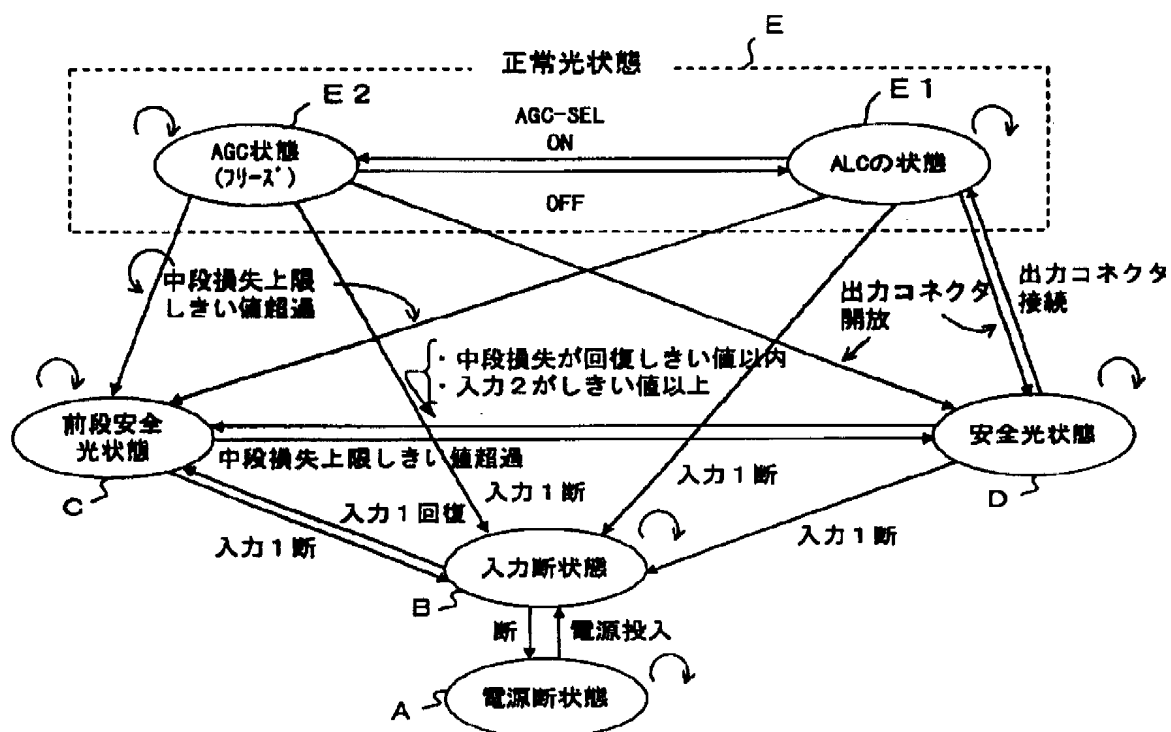 E
正常光状態
E2
E1
AGC-SEL
ON
AGC状態
(ﾌﾘｰｽﾞ)
ALCの状態
OFF
中段損失上限
しきい値超過
出力コネクタ
開放
出力コネクタ
接続
・中段損失が回復しきい値以内
・入力2がしきい値以上
前段安全
光状態
安全光状態
中段損失上限しきい値超過
C
D
入力1断
入力1断
入力1回復
入力1断
入力1断
入力断状態
B
断
電源投入
A
電源断状態